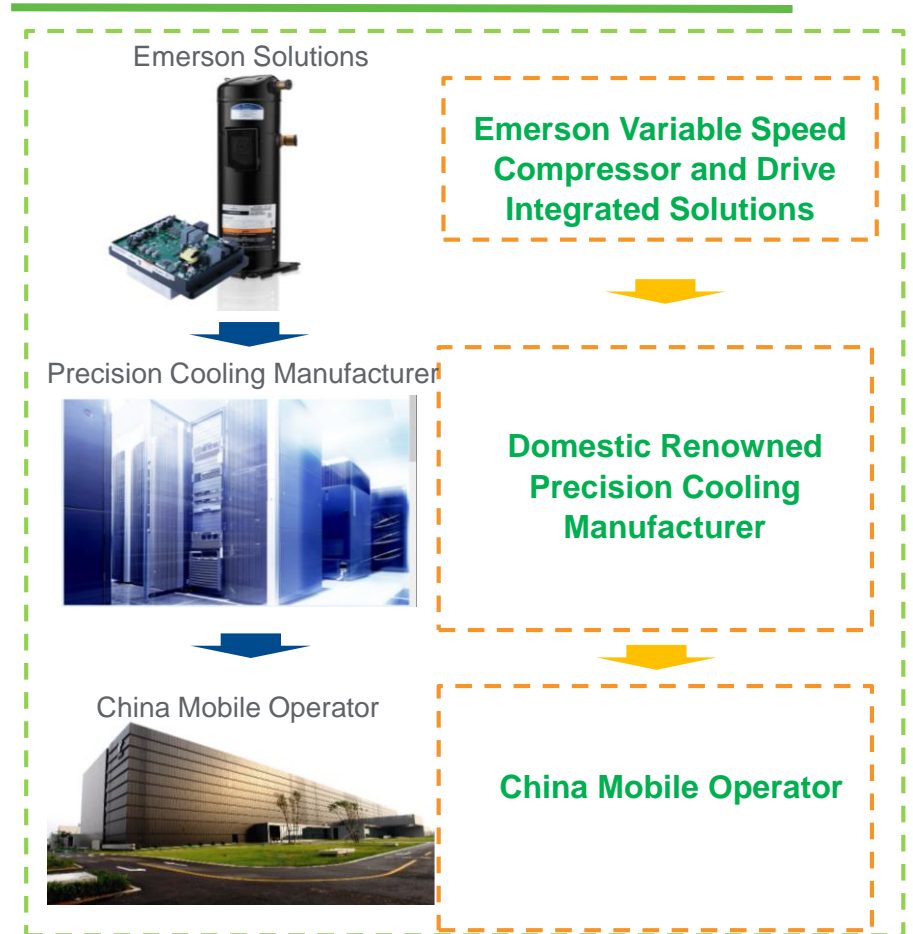 Emerson Solutions
Emerson Variable Speed
Compressor and Drive
Integrated Solutions
Precision Cooling Manufacturer
Domestic Renowned
Precision Cooling
Manufacturer
China Mobile Operator
China Mobile Operator